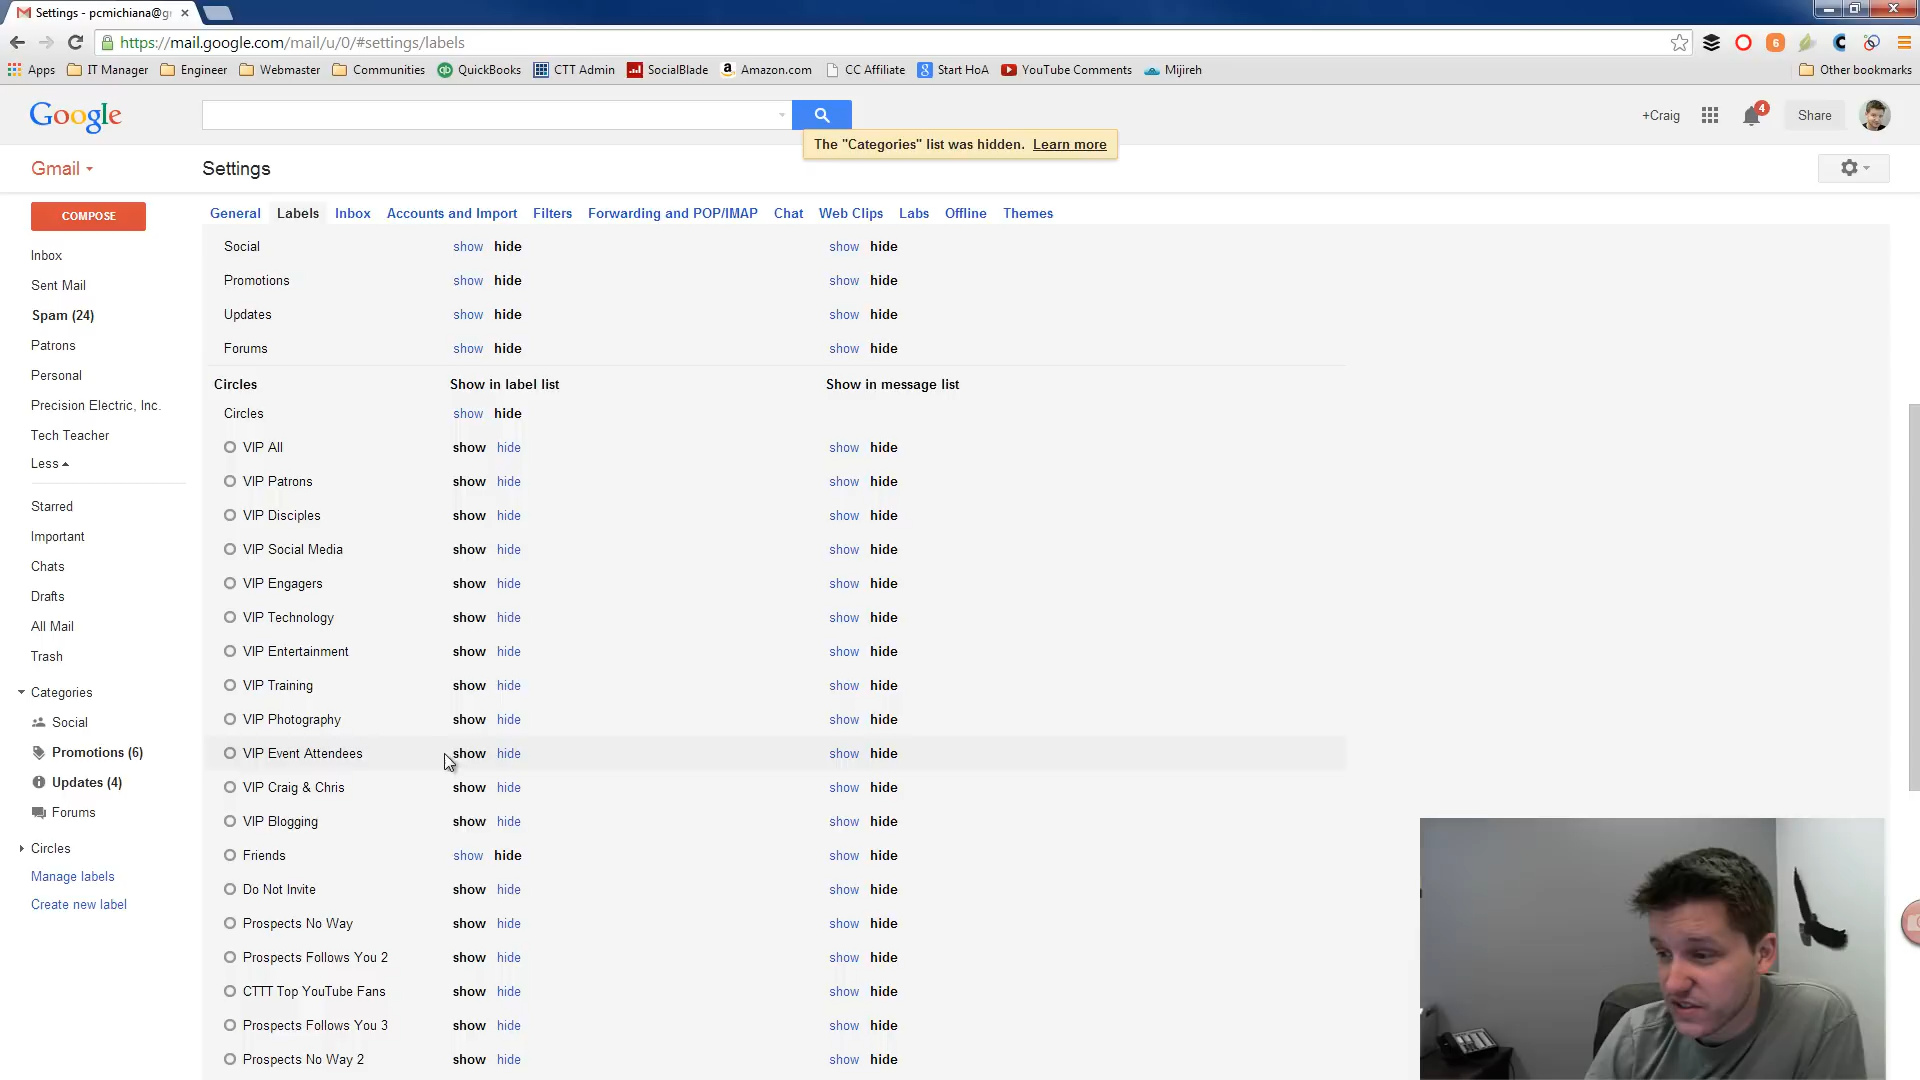 Settings - pcmichiana@g
https://mail.google.com/mail/u/0/#settings/labels
6
Apps IT Manager Engineer Webmaster Communities QuickBooks CTT Admin SocialBlade Amazon.com CC Affiliate Start HoA YouTube Comments Mijireh Other bookmarks
Google +Craig 4 Share
The "Categories" list was hidden. Learn more
Gmail Settings
COMPOSE
Inbox
Sent Mail
Spam (24)
Patrons
Personal
Precision Electric, Inc.
Tech Teacher
Less
Starred
Important
Chats
Drafts
All Mail
Trash
Categories
Social
Promotions (6)
Updates (4)
Forums
Circles
Manage labels
Create new label
General Labels Inbox Accounts and Import Filters Forwarding and POP/IMAP Chat Web Clips Labs Offline Themes
Social show hide show hide
Promotions show hide show hide
Updates show hide show hide
Forums show hide show hide
Circles Show in label list Show in message list
Circles show hide
VIP All show hide show hide
VIP Patrons show hide show hide
VIP Disciples show hide show hide
VIP Social Media show hide show hide
VIP Engagers show hide show hide
VIP Technology show hide show hide
VIP Entertainment show hide show hide
VIP Training show hide show hide
VIP Photography show hide show hide
VIP Event Attendees show hide show hide
VIP Craig & Chris show hide show hide
VIP Blogging show hide show hide
Friends show hide show hide
Do Not Invite show hide show hide
Prospects No Way show hide show hide
Prospects Follows You 2 show hide show hide
CTTT Top YouTube Fans show hide show hide
Prospects Follows You 3 show hide show hide
Prospects No Way 2 show hide show hide